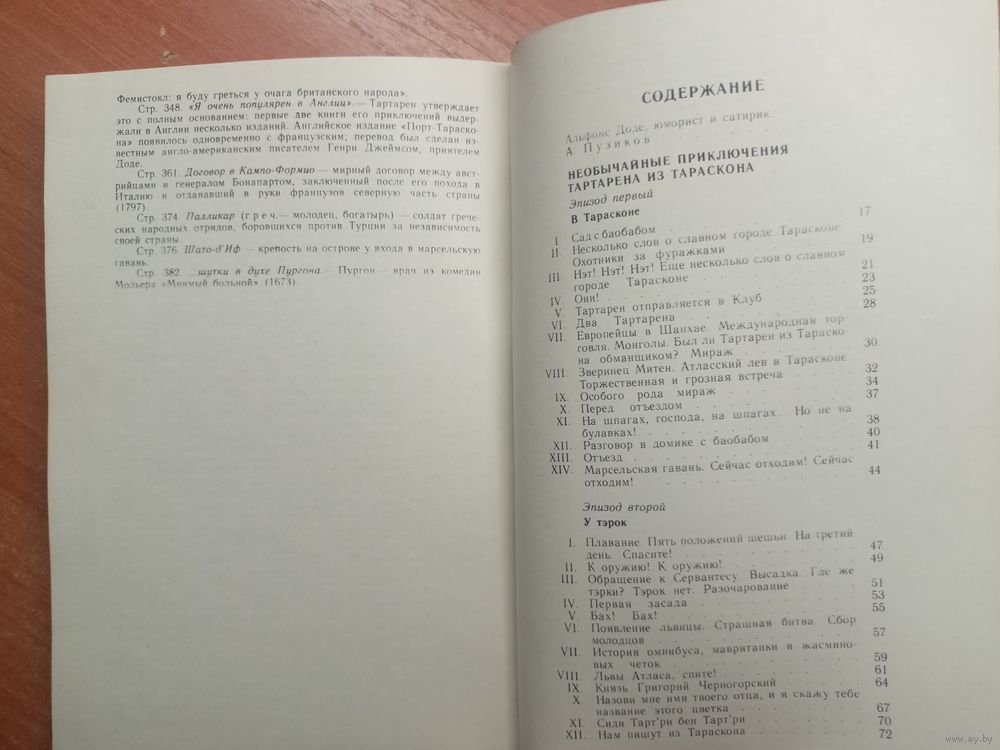 Фемистокл: я буду греться у очага британского народа».
Стр. 348. «Я очень популярен в Англии».— Тартарен утверждает
это с полным основанием: первые две книги его приключений выдер-
жали в Англии несколько изданий. Английское издание «Порт-Тараско-
на» появилось одновременно с французским; перевод был сделан из-
вестным англо-американским писателем Генри Джеймсом, приятелем
Доде.
Стр. 361. Договор в Кампо-Формио — мирный договор между ав-
стрийцами и генералом Бонапартом, заключенный после его похода в
Италию и отдававший в руки французов северную часть страны
(1797).
Стр. 374. Палликар (греч.— молодец, богатырь) — солдат грече-
ских народных отрядов, боровшихся против Турции за независимость
своей страны.
Стр. 376. Шато-д'Иф — крепость на острове у входа в марсельскую
гавань.
Стр. 382. ...шутки в духе Пургона.— Пургон — врач из комедии
Мольера «Мнимый больной» (1673).
СОДЕРЖАНИЕ
Альфонс Доде, юморист и сатирик.
А. Пузиков
НЕОБЫЧАЙНЫЕ ПРИКЛЮЧЕНИЯ
ТАРТАРЕНА ИЗ ТАРАСКОНА
Эпизод первый
В Тарасконе
I. Сад с баобабом 17
II. Несколько слов о славном городе Тарасконе
Охотники за фуражками 19
III. Нэт! Нэт! Нэт! Еще несколько слов о славном
городе Тарасконе 21
IV. Они! 23
V. Тартарен отправляется в Клуб 25
VI. Два Тартарена 28
VII. Европейцы в Шанхае. Международная тор-
говля. Монголы. Был ли Тартарен из Тараско-
на обманщиком? Мираж 30
VIII. Зверинец Митен. Атласский лев в Тарасконе.
Торжественная и грозная встреча 32
IX. Особого рода мираж 34
X. Перед отъездом 37
XI. На шпагах, господа, на шпагах... Но не на
булавках! 38
XII. Разговор в домике с баобабом 40
XIII. Отъезд 41
XIV. Марсельская гавань. Сейчас отходим! Сейчас
отходим! 44
Эпизод второй
У тэрок
I. Плавание. Пять положений шешьи. На третий
день. Спасите! 47
II. К оружию! К оружию! 49
III. Обращение к Сервантесу. Высадка. Где же
тэрки? Тэрок нет. Разочарование 51
IV. Первая засада 53
V. Бах! Бах! 55
VI. Появление львицы. Страшная битва. Сбор
молодцов 57
VII. История омнибуса, мавританки и жасмино-
вых четок 59
VIII. Львы Атласа, спите! 61
IX. Князь Григорий Черногорский 64
X. Назови мне имя твоего отца, и я скажу тебе
название этого цветка 67
XI. Сиди Тарт'ри бен Тарт'ри 70
XII. Нам пишут из Тараскона 72
www.ay.by